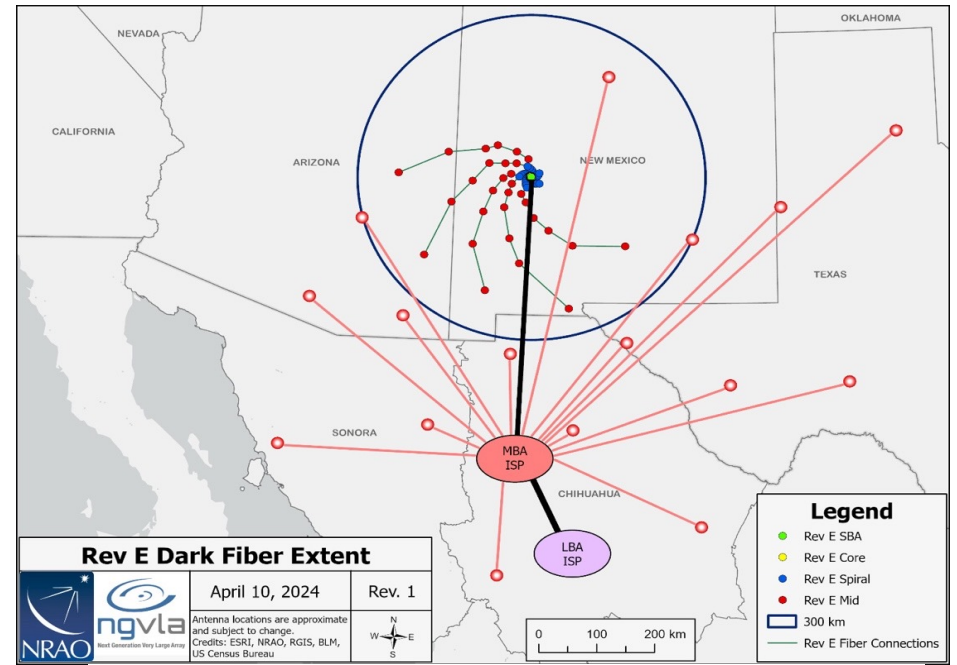 NEVADA
OKLAHOMA
CALIFORNIA
ARIZONA
NEW MEXICO
TEXAS
SONORA
MBA
ISP
CHIHUAHUA
LBA
ISP
Legend
Rev E SBA
Rev E Core
Rev E Spiral
Rev E Mid
300 km
Rev E Fiber Connections
Rev E Dark Fiber Extent
NRAO
ngvla
Next Generation Very Large Array
April 10, 2024
Rev. 1
Antenna locations are approximate
and subject to change.
Credits: ESRI, NRAO, RGIS, BLM,
US Census Bureau
N
W E
S
0 100 200 km